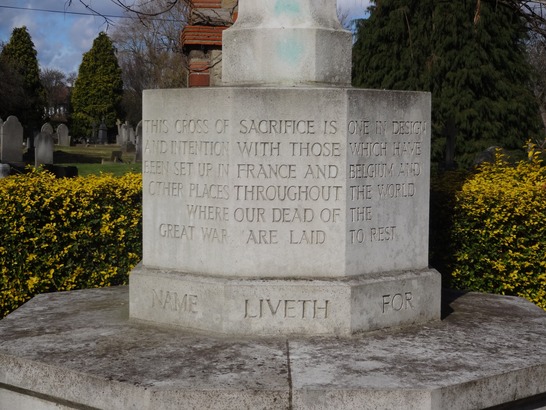 THIS CROSS OF SACRIFICE IS ONE IN DESIGN
AND INTENTION WITH THOSE WHICH HAVE
BEEN SET UP IN FRANCE AND BELGIUM AND
OTHER PLACES THROUGHOUT THE WORLD
WHERE OUR DEAD OF THE
GREAT WAR ARE LAID TO REST
NAME LIVETH FOR